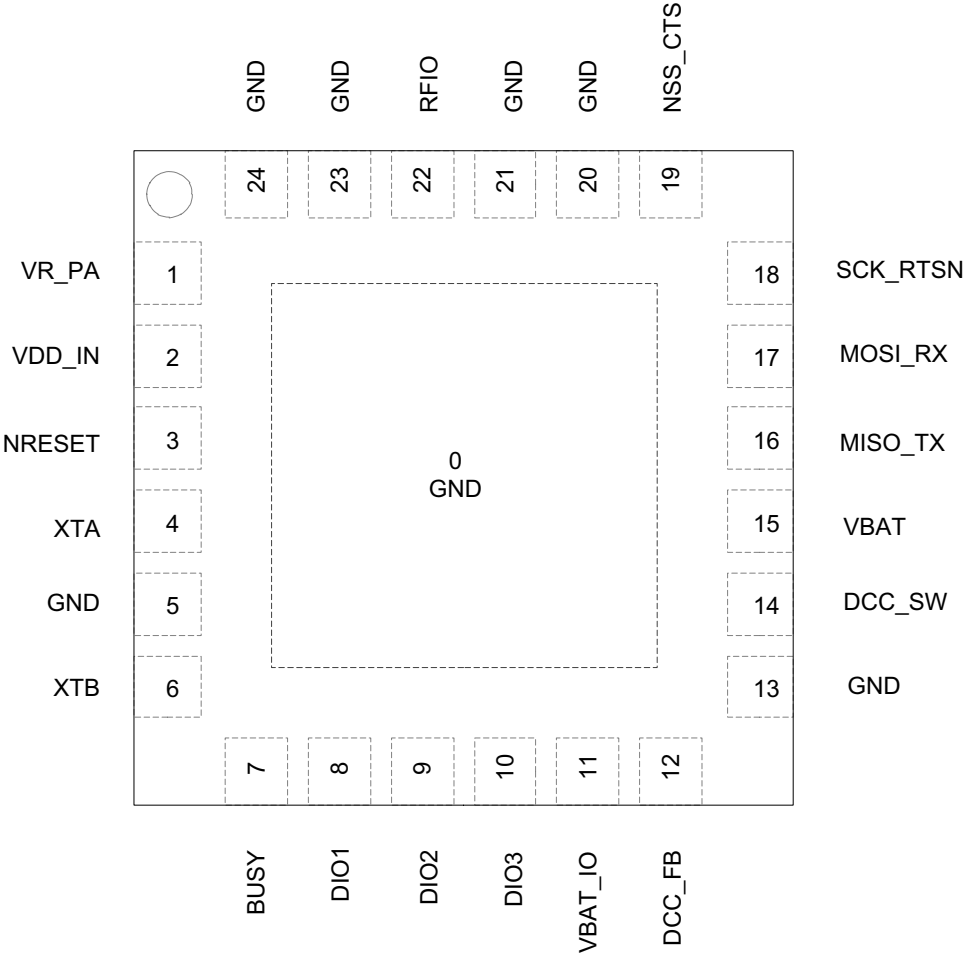 GND
GND
RFIO
GND
GND
NSS_CTS
24
23
22
21
20
19
VR_PA 1
18 SCK_RTSN
VDD_IN 2
17 MOSI_RX
NRESET 3
16 MISO_TX
0
GND
XTA 4
15 VBAT
GND 5
14 DCC_SW
XTB 6
13 GND
7
8
9
10
11
12
BUSY
DIO1
DIO2
DIO3
VBAT_IO
DCC_FB